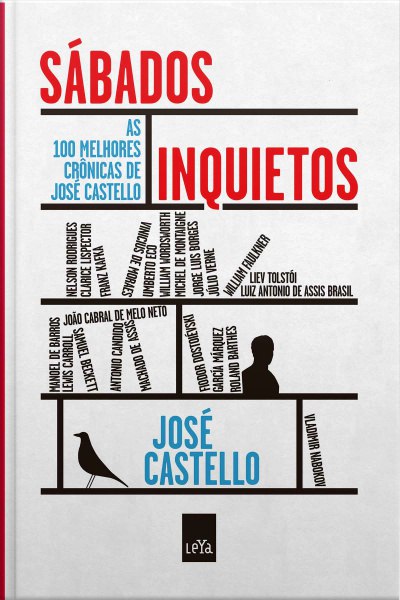 SÁBADOS
AS
100 MELHORES
CRÔNICAS DE
JOSÉ CASTELLO
INQUIETOS
NELSON RODRIGUES
CLARICE LISPECTOR
FRANZ KAFKA
VINICIUS DE MORAES
UMBERTO ECO
WILLIAM WORDSWORTH
MICHEL DE MONTAIGNE
JORGE LUIS BORGES
JÚLIO VERNE
WILLIAM FAULKNER
LIEV TOLSTÓI
LUIZ ANTONIO DE ASSIS BRASIL
MANOEL DE BARROS
LEWIS CARROLL
JOÃO CABRAL DE MELO NETO
SAMUEL BECKETT
ANTONIO CANDIDO
MACHADO DE ASSIS
FIODOR DOSTOIÉVSKI
GARCÍA MÁRQUEZ
ROLAND BARTHES
JOSÉ
CASTELLO
VLADIMIR NABOKOV
LEYA